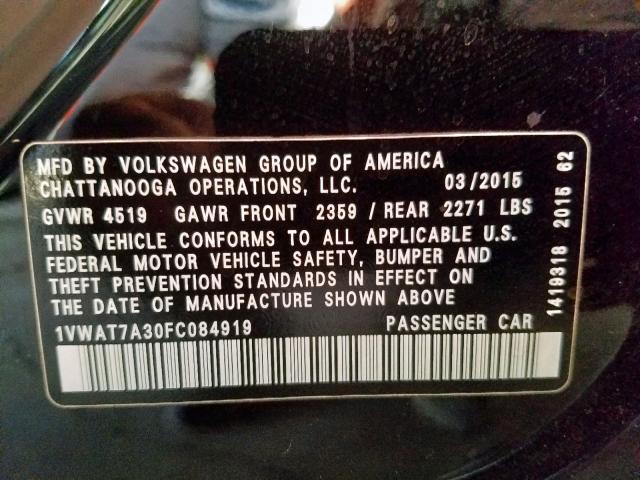 MFD BY VOLKSWAGEN GROUP OF AMERICA
CHATTANOOGA OPERATIONS, LLC. 03/2015
GVWR 4519 GAWR FRONT 2359 / REAR 2271 LBS
THIS VEHICLE CONFORMS TO ALL APPLICABLE U.S.
FEDERAL MOTOR VEHICLE SAFETY, BUMPER AND
THEFT PREVENTION STANDARDS IN EFFECT ON
THE DATE OF MANUFACTURE SHOWN ABOVE
1VWAT7A30FC084919 PASSENGER CAR
1419318 2015 62